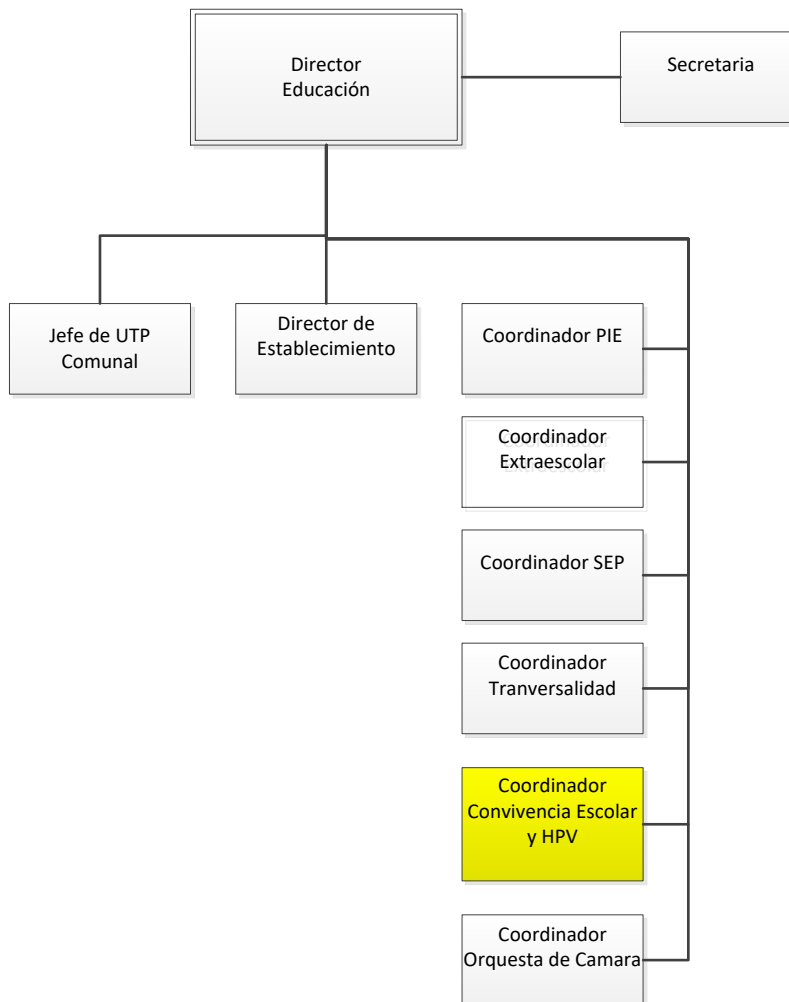 Director
Educación
Secretaria
Jefe de UTP
Comunal
Director de
Establecimiento
Coordinador PIE
Coordinador
Extraescolar
Coordinador SEP
Coordinador
Tranversalidad
Coordinador
Convivencia Escolar
y HPV
Coordinador
Orquesta de Camara